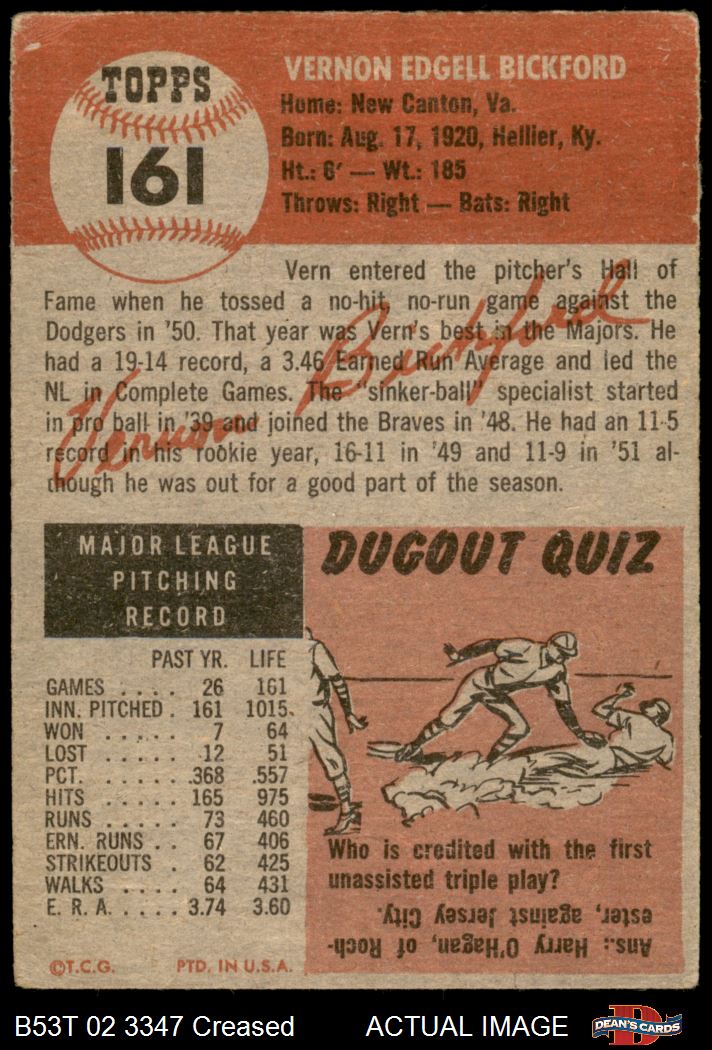 TOPPS
161
VERNON EDGELL BICKFORD
Home: New Canton, Va.
Born: Aug. 17, 1920, Hellier, Ky.
Ht.: 6' — Wt.: 185
Throws: Right — Bats: Right
Vern entered the pitcher's Hall of
Fame when he tossed a no-hit, no-run game against the
Dodgers in '50. That year was Vern's best in the Majors. He
had a 19-14 record, a 3.46 Earned Run Average and led the
NL in Complete Games. The "sinker-ball" specialist started
in pro ball in '39 and joined the Braves in '48. He had an 11-5
record in his rookie year, 16-11 in '49 and 11-9 in '51 al-
though he was out for a good part of the season.
Vernon Bickford
MAJOR LEAGUE
PITCHING
RECORD
PAST YR. LIFE
GAMES . . . . 26 161
INN. PITCHED . 161 1015
WON . . . . . 7 64
LOST . . . . . 12 51
PCT. . . . . . .368 .557
HITS . . . . . 165 975
RUNS . . . . . 73 460
ERN. RUNS . . 67 406
STRIKEOUTS . 62 425
WALKS . . . . 64 431
E. R. A. . . . . 3.74 3.60
©T.C.G. PTD. IN U.S.A.
DUGOUT QUIZ
Who is credited with the first
unassisted triple play?
Ans.: Harry O'Hagan, of Roch-
ester, against Jersey City.
B53T 02 3347 Creased ACTUAL IMAGE
D
DEAN'S CARDS